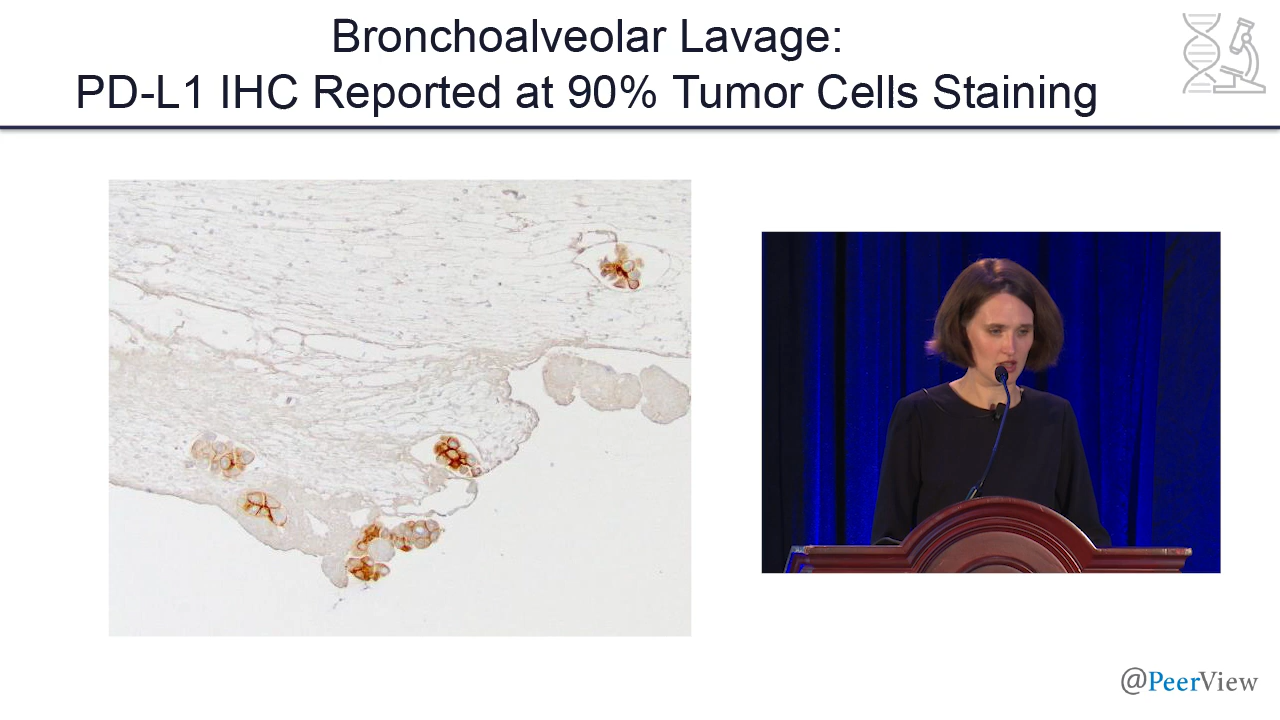 Bronchoalveolar Lavage:
PD-L1 IHC Reported at 90% Tumor Cells Staining
@PeerView